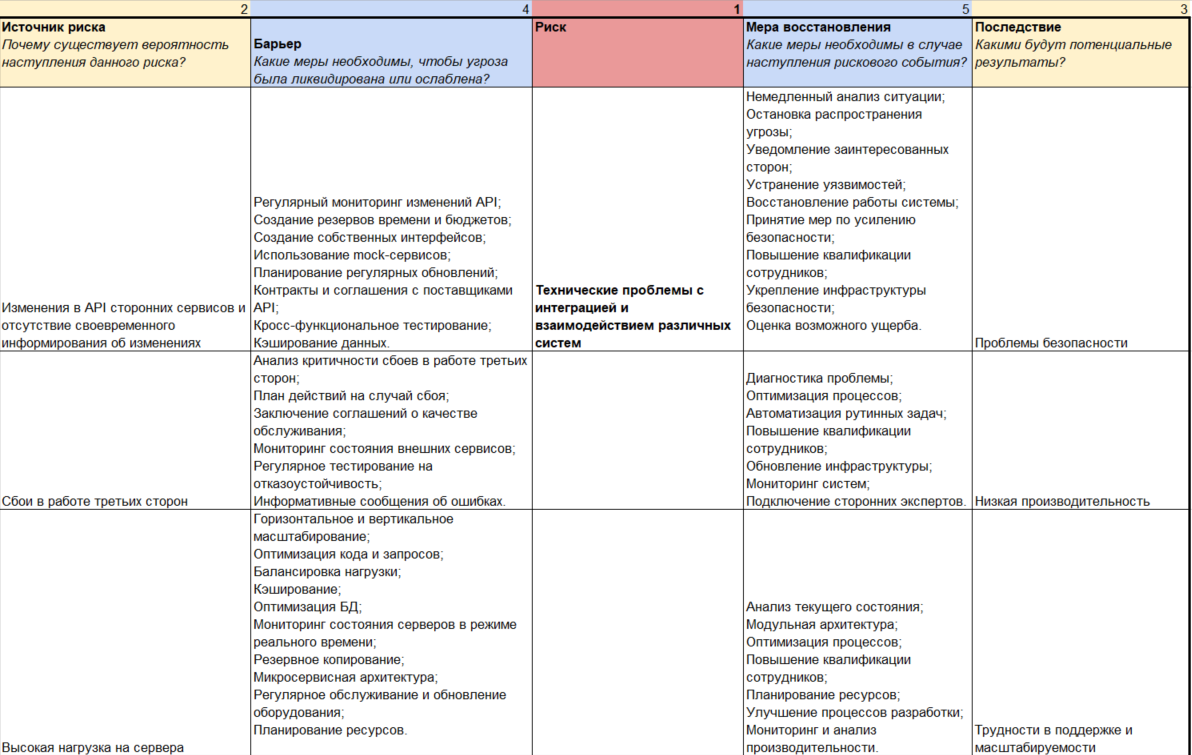 2
4
1
5
3
Источник риска
Почему существует вероятность
наступления данного риска?
Барьер
Какие меры необходимы, чтобы угроза
была ликвидирована или ослаблена?
Риск
Мера восстановления
Какие меры необходимы в случае
наступления рискового события?
Последствие
Какими будут потенциальные
результаты?
Изменения в API сторонних сервисов и
отсутствие своевременного
информирования об изменениях
Регулярный мониторинг изменений API;
Создание резервов времени и бюджетов;
Создание собственных интерфейсов;
Использование mock-сервисов;
Планирование регулярных обновлений;
Контракты и соглашения с поставщиками
API;
Кросс-функциональное тестирование;
Кэширование данных.
Технические проблемы с
интеграцией и
взаимодействием различных
систем
Немедленный анализ ситуации;
Остановка распространения
угрозы;
Уведомление заинтересованных
сторон;
Устранение уязвимостей;
Восстановление работы системы;
Принятие мер по усилению
безопасности;
Повышение квалификации
сотрудников;
Укрепление инфраструктуры
безопасности;
Оценка возможного ущерба.
Проблемы безопасности
Сбои в работе третьих сторон
Анализ критичности сбоев в работе третьих
сторон;
План действий на случай сбоя;
Заключение соглашений о качестве
обслуживания;
Мониторинг состояния внешних сервисов;
Регулярное тестирование на
отказоустойчивость;
Информативные сообщения об ошибках.
Диагностика проблемы;
Оптимизация процессов;
Автоматизация рутинных задач;
Повышение квалификации
сотрудников;
Обновление инфраструктуры;
Мониторинг систем;
Подключение сторонних экспертов.
Низкая производительность
Высокая нагрузка на сервера
Горизонтальное и вертикальное
масштабирование;
Оптимизация кода и запросов;
Балансировка нагрузки;
Кэширование;
Оптимизация БД;
Мониторинг состояния серверов в режиме
реального времени;
Резервное копирование;
Микросервисная архитектура;
Регулярное обслуживание и обновление
оборудования;
Планирование ресурсов.
Анализ текущего состояния;
Модульная архитектура;
Оптимизация процессов;
Повышение квалификации
сотрудников;
Планирование ресурсов;
Улучшение процессов разработки;
Мониторинг и анализ
производительности.
Трудности в поддержке и
масштабируемости